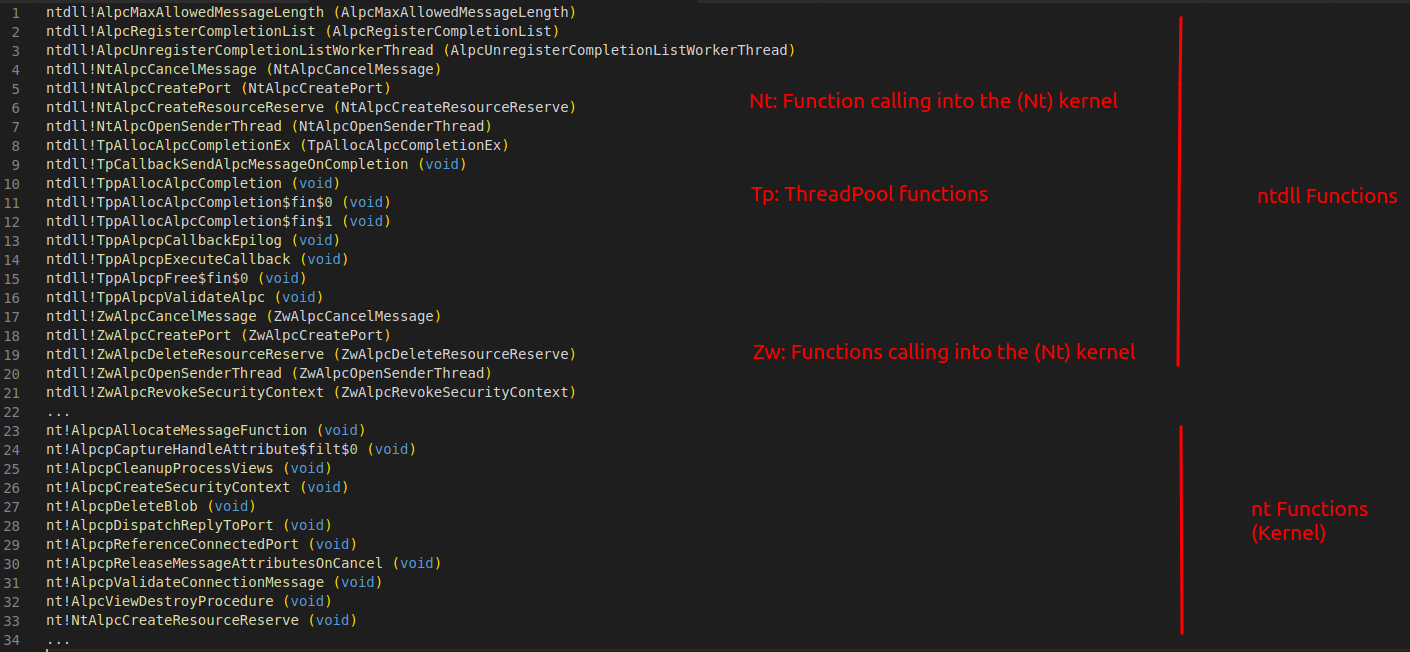 1 ntdll!AlpcMaxAllowedMessageLength (AlpcMaxAllowedMessageLength)
2 ntdll!AlpcRegisterCompletionList (AlpcRegisterCompletionList)
3 ntdll!AlpcUnregisterCompletionListWorkerThread (AlpcUnregisterCompletionListWorkerThread)
4 ntdll!NtAlpcCancelMessage (NtAlpcCancelMessage)
5 ntdll!NtAlpcCreatePort (NtAlpcCreatePort)
6 ntdll!NtAlpcCreateResourceReserve (NtAlpcCreateResourceReserve)
Nt: Function calling into the (Nt) kernel
7 ntdll!NtAlpcOpenSenderThread (NtAlpcOpenSenderThread)
8 ntdll!TpAllocAlpcCompletionEx (TpAllocAlpcCompletionEx)
9 ntdll!TpCallbackSendAlpcMessageOnCompletion (void)
10 ntdll!TppAllocAlpcCompletion (void)
Tp: ThreadPool functions
ntdll Functions
11 ntdll!TppAllocAlpcCompletion$fin$0 (void)
12 ntdll!TppAllocAlpcCompletion$fin$1 (void)
13 ntdll!TppAlpcpCallbackEpilog (void)
14 ntdll!TppAlpcpExecuteCallback (void)
15 ntdll!TppAlpcpFree$fin$0 (void)
16 ntdll!TppAlpcpValidateAlpc (void)
17 ntdll!ZwAlpcCancelMessage (ZwAlpcCancelMessage)
18 ntdll!ZwAlpcCreatePort (ZwAlpcCreatePort)
19 ntdll!ZwAlpcDeleteResourceReserve (ZwAlpcDeleteResourceReserve)
Zw: Functions calling into the (Nt) kernel
20 ntdll!ZwAlpcOpenSenderThread (ZwAlpcOpenSenderThread)
21 ntdll!ZwAlpcRevokeSecurityContext (ZwAlpcRevokeSecurityContext)
22 ...
23 nt!AlpcpAllocateMessageFunction (void)
24 nt!AlpcpCaptureHandleAttribute$filt$0 (void)
25 nt!AlpcpCleanupProcessViews (void)
26 nt!AlpcpCreateSecurityContext (void)
27 nt!AlpcpDeleteBlob (void)
nt Functions
(Kernel)
28 nt!AlpcpDispatchReplyToPort (void)
29 nt!AlpcpReferenceConnectedPort (void)
30 nt!AlpcpReleaseMessageAttributesOnCancel (void)
31 nt!AlpcpValidateConnectionMessage (void)
32 nt!AlpcViewDestroyProcedure (void)
33 nt!NtAlpcCreateResourceReserve (void)
34 ...